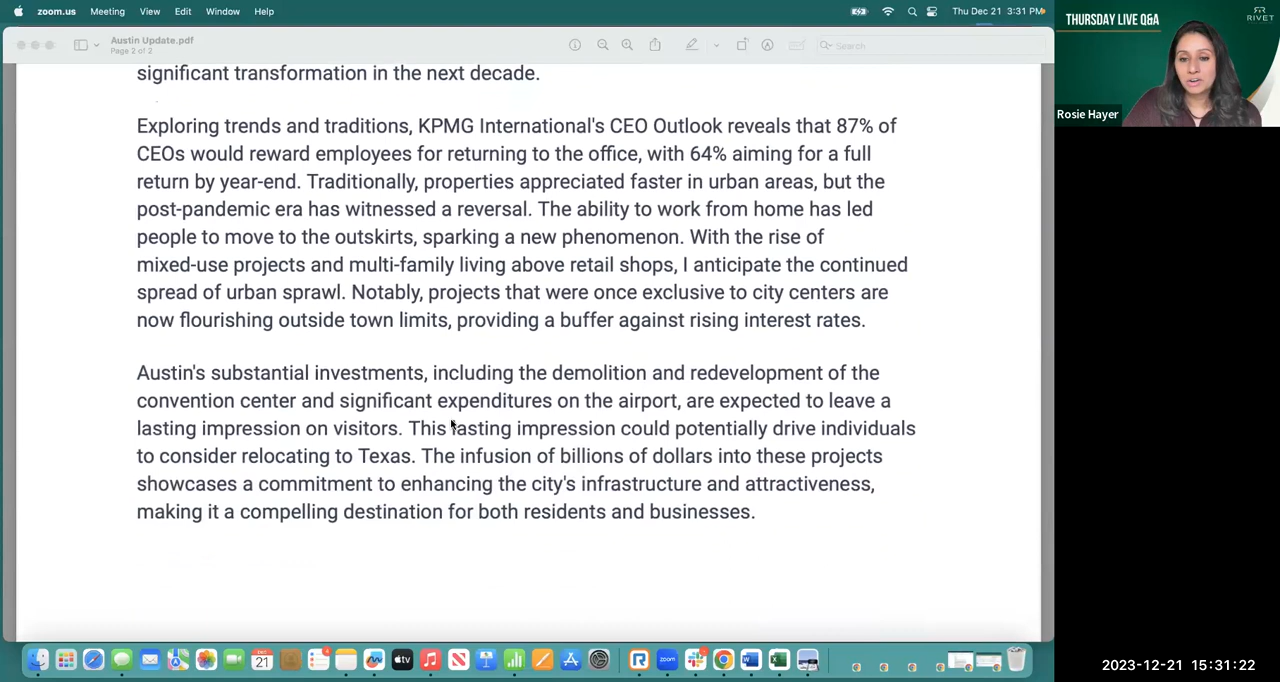 zoom.us Meeting View Edit Window Help Thu Dec 21 3:31 PM
Austin Update.pdf
Page 2 of 2
Search
significant transformation in the next decade.
Exploring trends and traditions, KPMG International's CEO Outlook reveals that 87% of
CEOs would reward employees for returning to the office, with 64% aiming for a full
return by year-end. Traditionally, properties appreciated faster in urban areas, but the
post-pandemic era has witnessed a reversal. The ability to work from home has led
people to move to the outskirts, sparking a new phenomenon. With the rise of
mixed-use projects and multi-family living above retail shops, I anticipate the continued
spread of urban sprawl. Notably, projects that were once exclusive to city centers are
now flourishing outside town limits, providing a buffer against rising interest rates.
Austin's substantial investments, including the demolition and redevelopment of the
convention center and significant expenditures on the airport, are expected to leave a
lasting impression on visitors. This lasting impression could potentially drive individuals
to consider relocating to Texas. The infusion of billions of dollars into these projects
showcases a commitment to enhancing the city's infrastructure and attractiveness,
making it a compelling destination for both residents and businesses.
THURSDAY LIVE Q&A
RIVET
Rosie Hayer
21
tv
zoom
2023-12-21 15:31:22